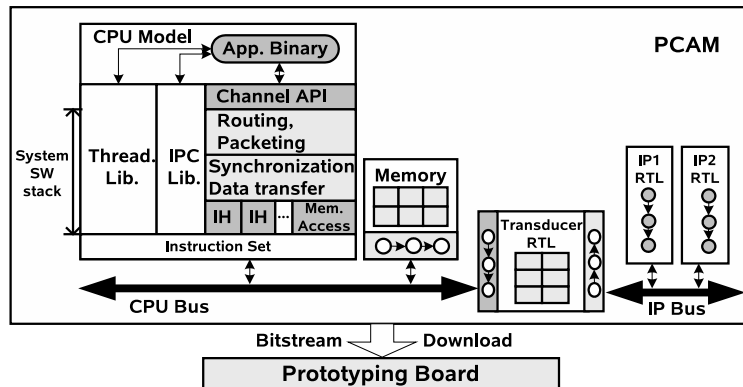 PCAM
CPU Model
App. Binary
System
SW
stack
Thread.
Lib.
IPC
Lib.
Channel API
Routing,
Packeting
Synchronization
Data transfer
IH
IH
...
Mem.
Access
Instruction Set
Memory
Transducer
RTL
IP1
RTL
IP2
RTL
CPU Bus
IP Bus
Bitstream
Download
Prototyping Board